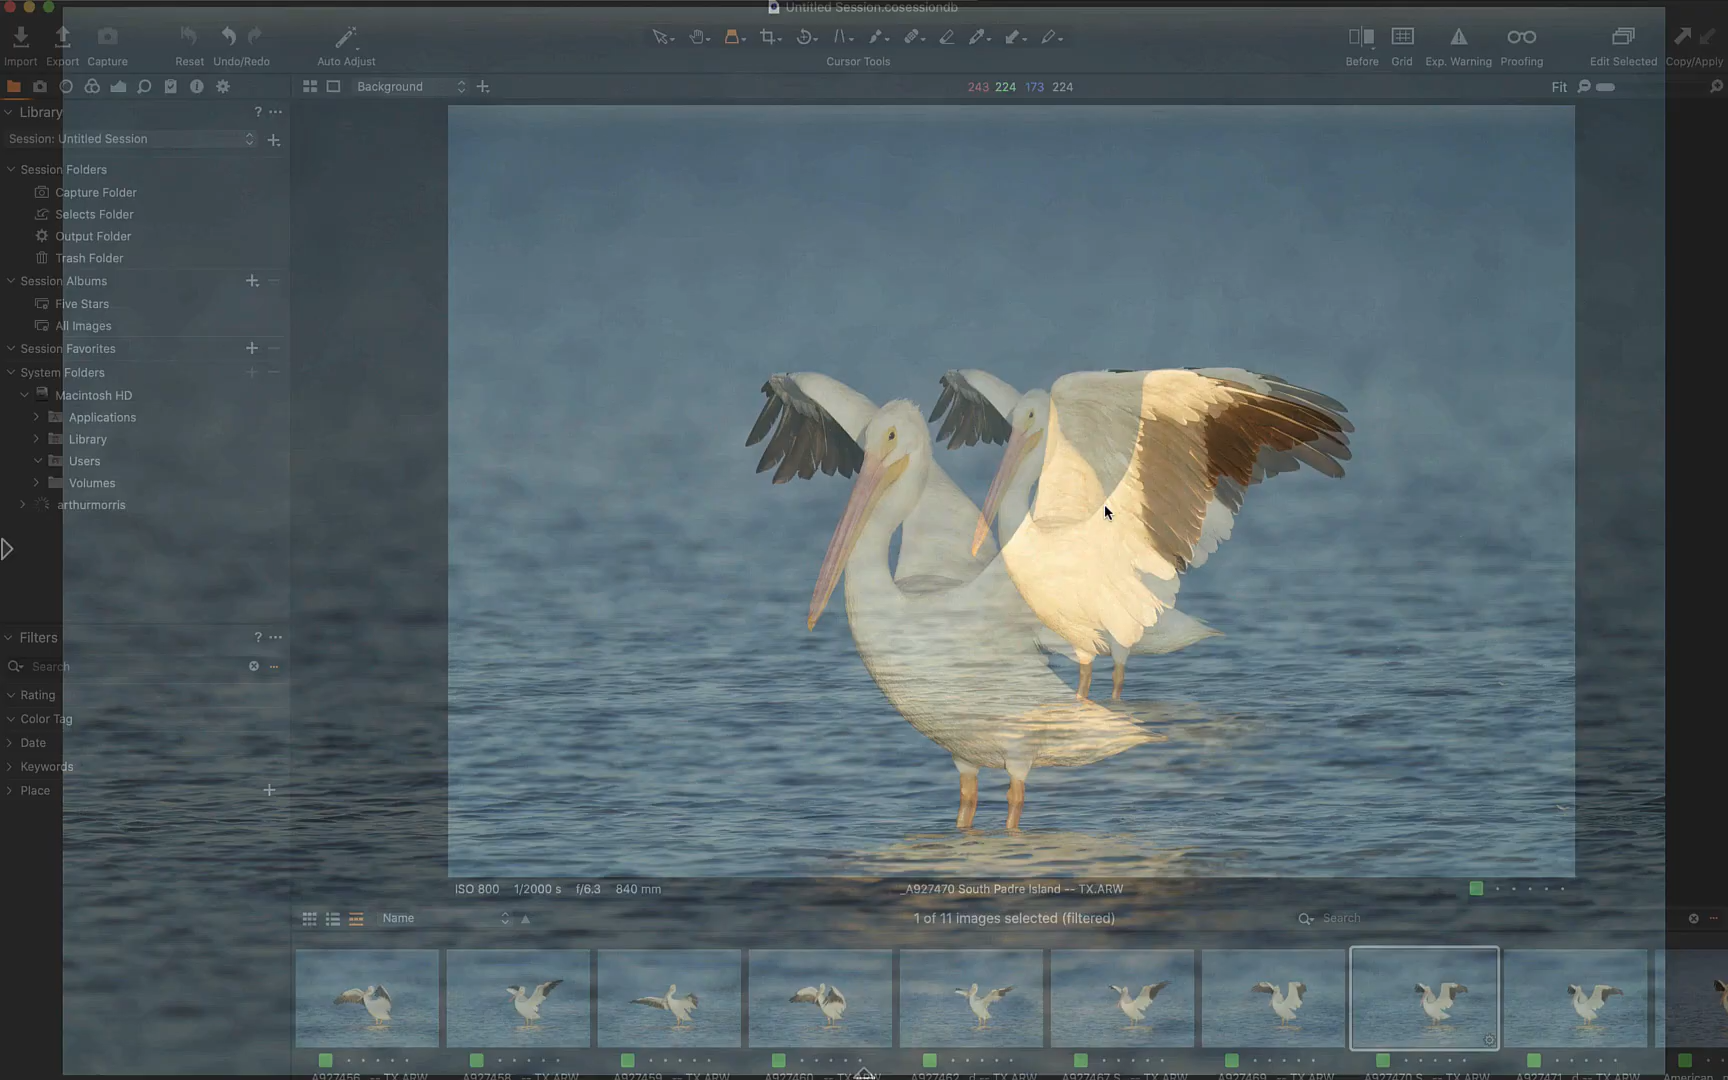 Untitled Session.cosessiondb
Import Export Capture Reset Undo/Redo Auto Adjust Cursor Tools Before Grid Exp. Warning Proofing Edit Selected Copy/Apply
Background 243 224 173 224 Fit
Library ? ...
Session: Untitled Session
Session Folders
Capture Folder
Selects Folder
Output Folder
Trash Folder
Session Albums
Five Stars
All Images
Session Favorites
System Folders
Macintosh HD
Applications
Library
Users
Volumes
arthurmorris
Filters ? ...
Search
Rating
Color Tag
Date
Keywords
Place
ISO 800 1/2000 s f/6.3 840 mm _A927470 South Padre Island -- TX.ARW
Name 1 of 11 images selected (filtered) Search